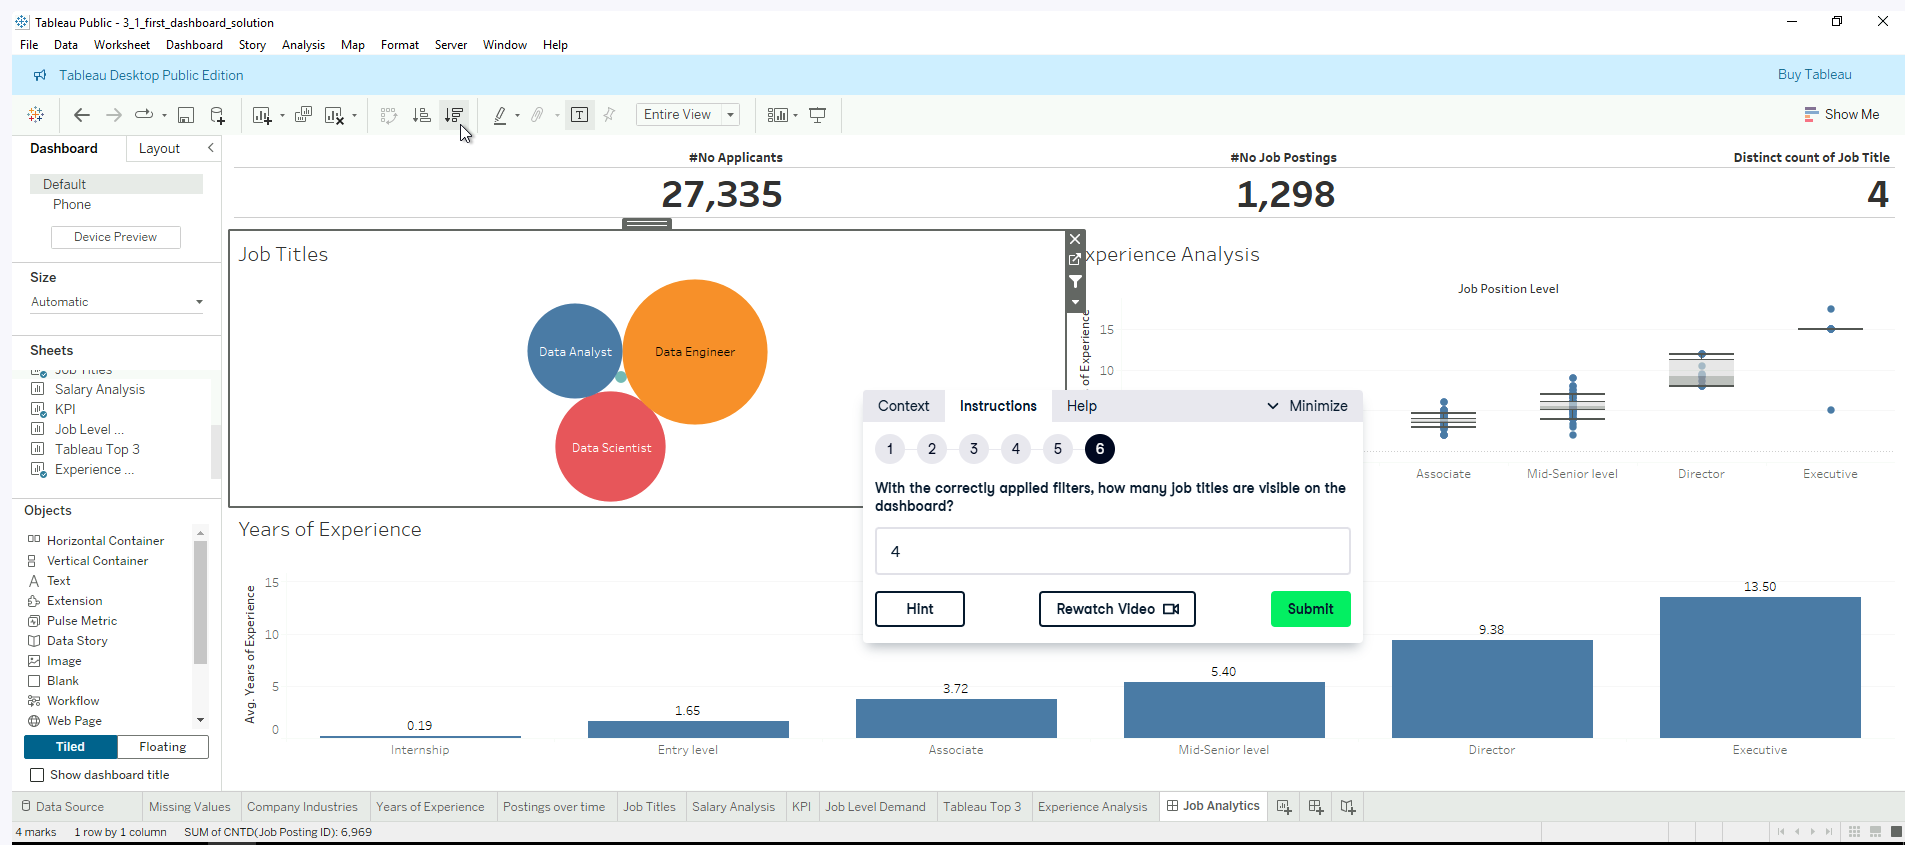 Tableau Public - 3_1_first_dashboard_solution
File Data Worksheet Dashboard Story Analysis Map Format Server Window Help
Tableau Desktop Public Edition
Buy Tableau
Entire View
Show Me
Dashboard
Layout
Default
Phone
Device Preview
Size
Automatic
Sheets
Job Titles
Salary Analysis
KPI
Job Level ...
Tableau Top 3
Experience ...
Objects
Horizontal Container
Vertical Container
Text
Extension
Pulse Metric
Data Story
Image
Blank
Workflow
Web Page
Tiled
Floating
Show dashboard title
#No Applicants
#No Job Postings
Distinct count of Job Title
27,335
1,298
4
Job Titles
Data Analyst
Data Engineer
Data Scientist
xperience Analysis
Job Position Level
of Experience
15
10
Associate
Mid-Senior level
Director
Executive
Context
Instructions
Help
Minimize
1 2 3 4 5 6
With the correctly applied filters, how many job titles are visible on the
dashboard?
4
Hint
Rewatch Video
Submit
Years of Experience
Avg. Years of Experience
15
10
5
0
0.19
1.65
3.72
5.40
9.38
13.50
Internship
Entry level
Associate
Mid-Senior level
Director
Executive
Data Source
Missing Values
Company Industries
Years of Experience
Postings over time
Job Titles
Salary Analysis
KPI
Job Level Demand
Tableau Top 3
Experience Analysis
Job Analytics
4 marks 1 row by 1 column SUM of CNTD(Job Posting ID): 6,969